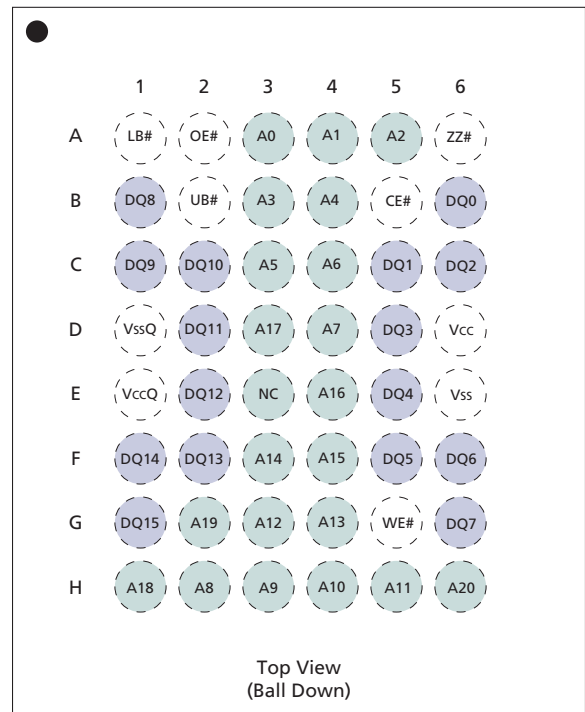 1 2 3 4 5 6
A LB# OE# A0 A1 A2 ZZ#
B DQ8 UB# A3 A4 CE# DQ0
C DQ9 DQ10 A5 A6 DQ1 DQ2
D VssQ DQ11 A17 A7 DQ3 Vcc
E VccQ DQ12 NC A16 DQ4 Vss
F DQ14 DQ13 A14 A15 DQ5 DQ6
G DQ15 A19 A12 A13 WE# DQ7
H A18 A8 A9 A10 A11 A20
Top View
(Ball Down)